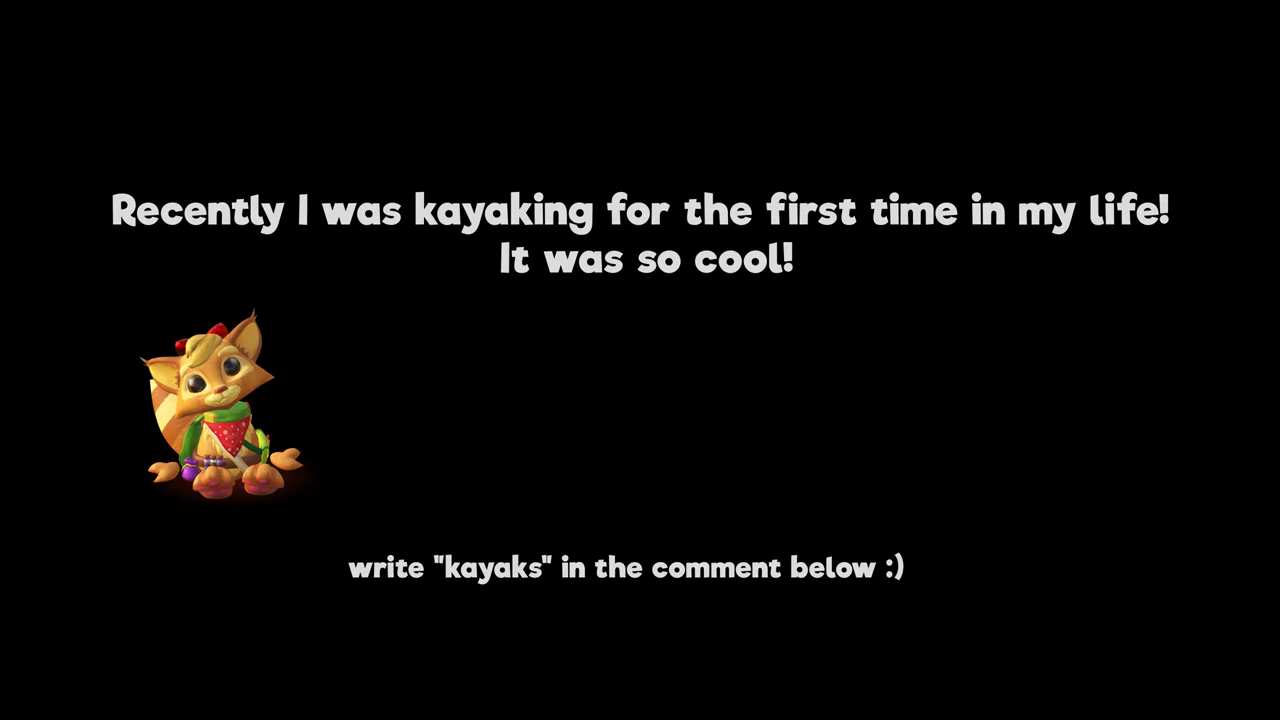 Recently I was kayaking for the first time in my life!
It was so cool!
write "kayaks" in the comment below :)